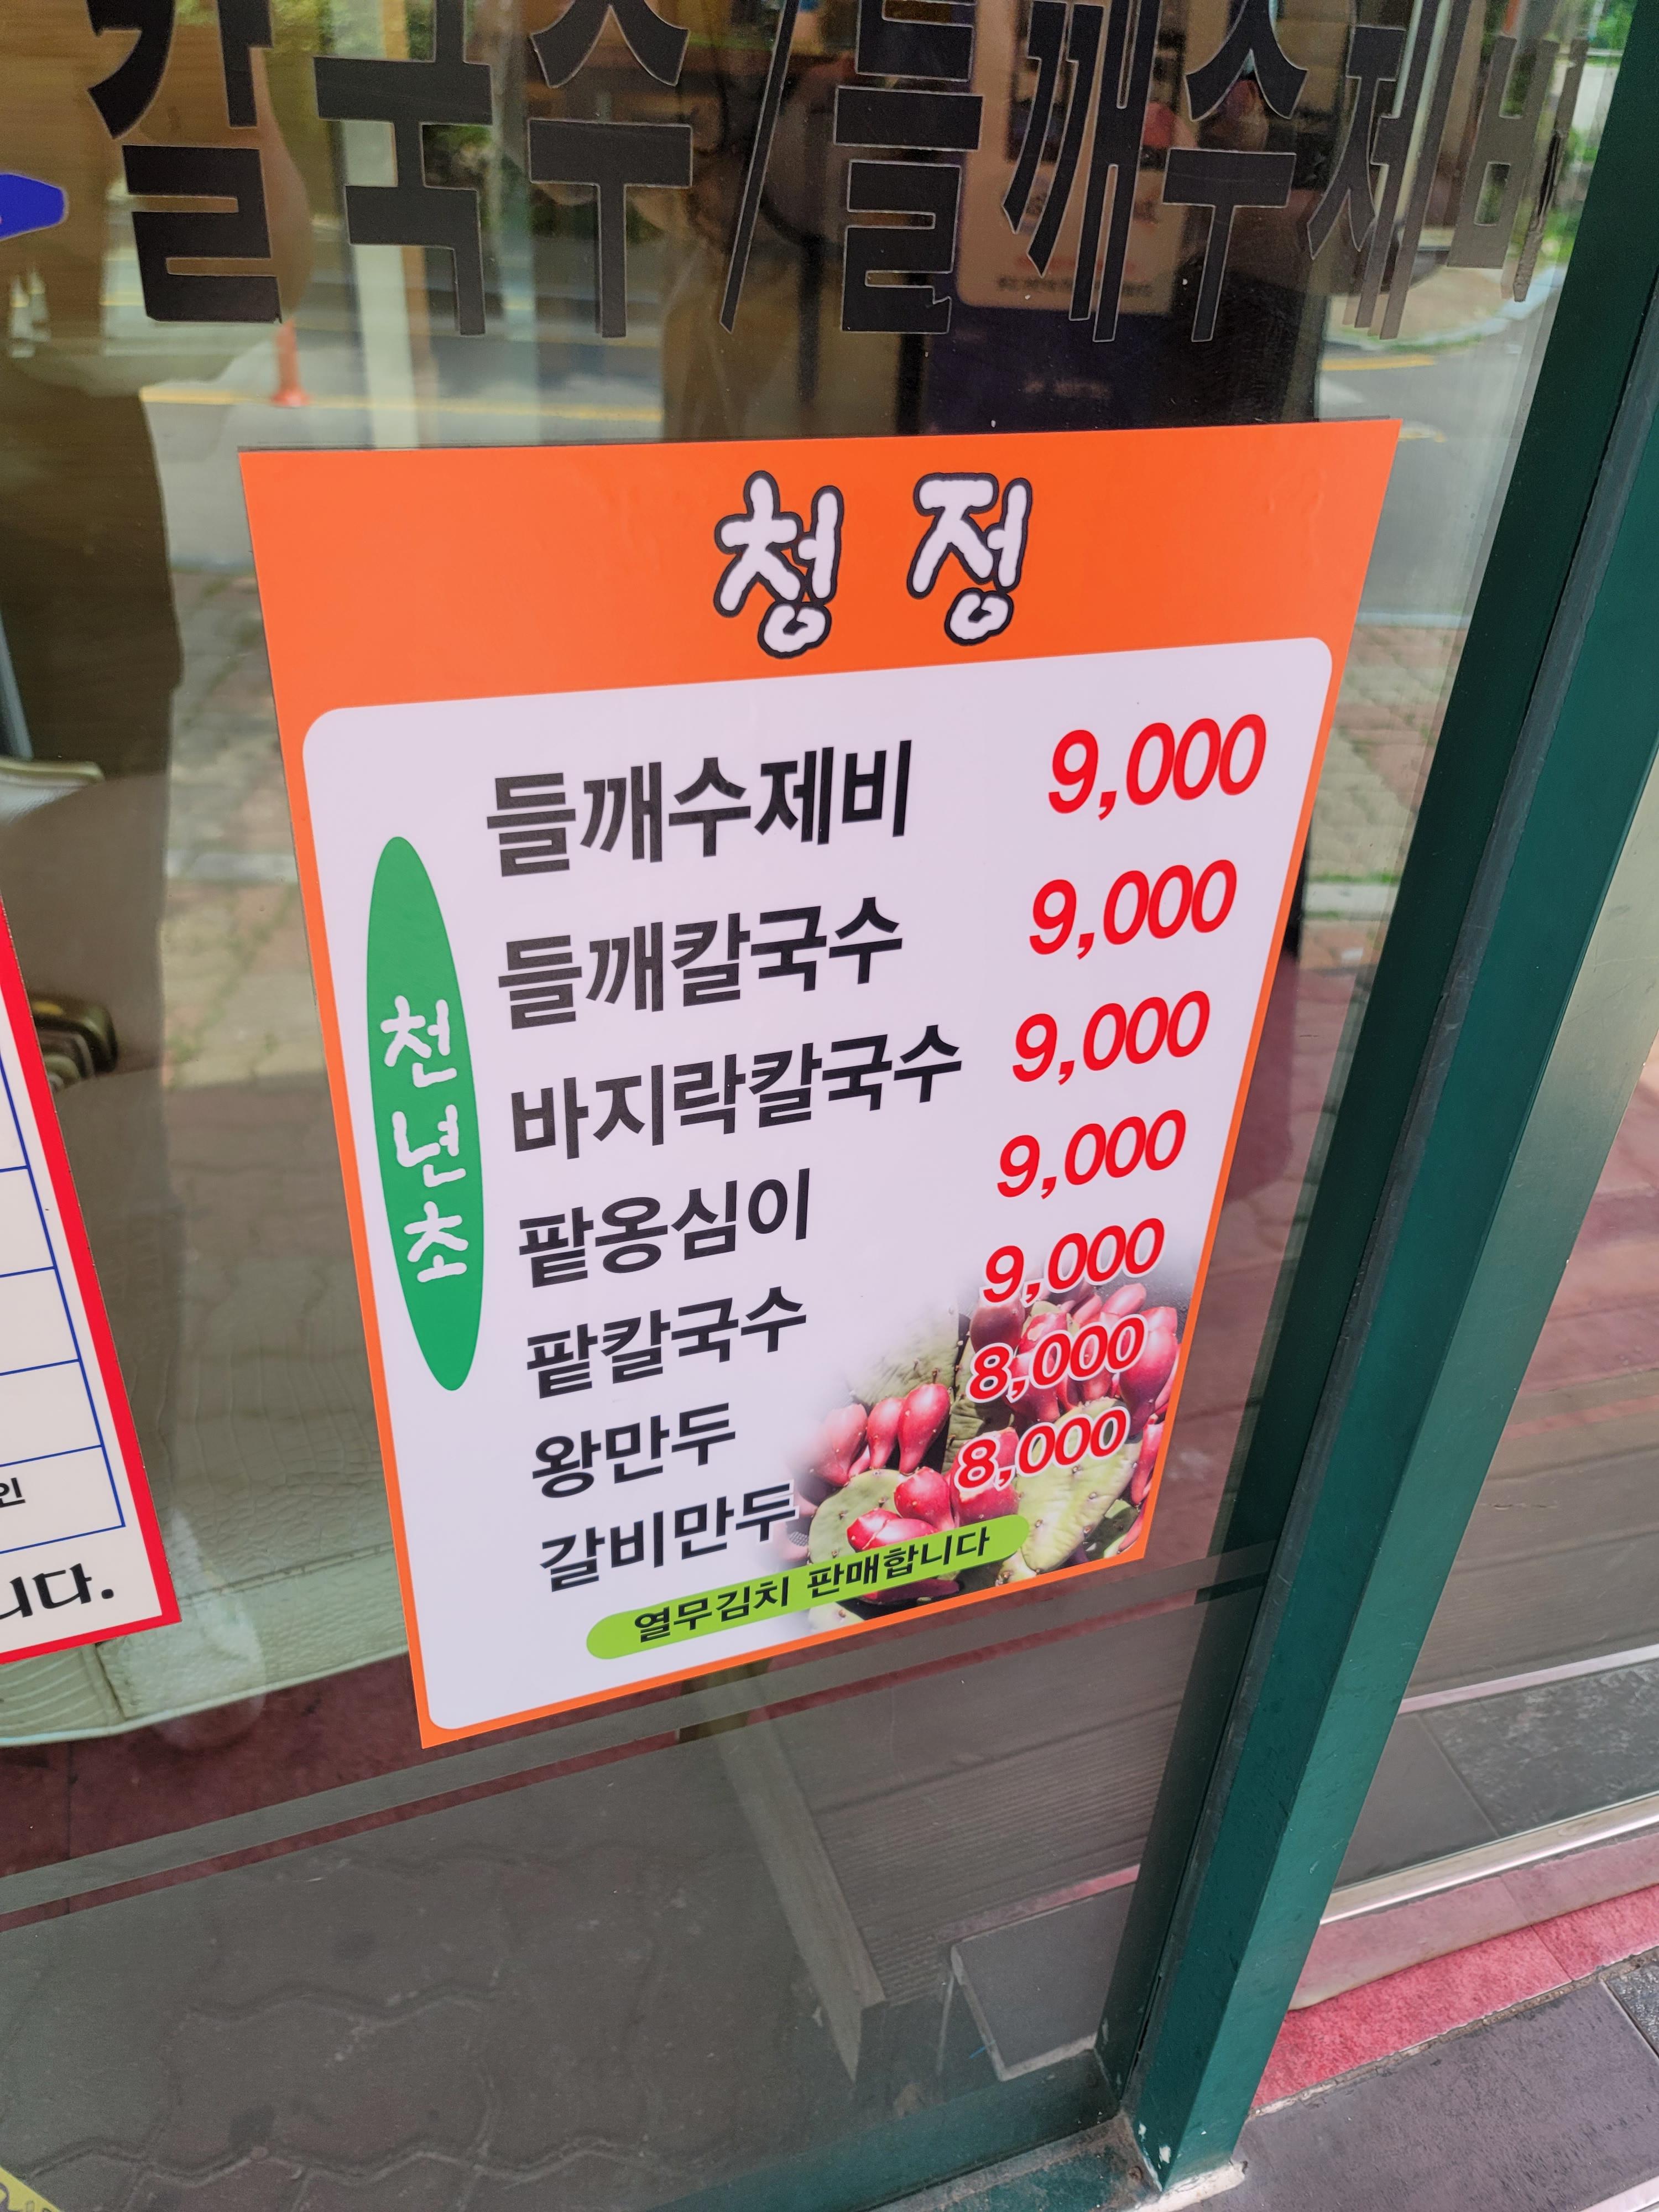 칼국수/들깨수제비
청정
천년초
들깨수제비 9,000
들깨칼국수 9,000
바지락칼국수 9,000
팥옹심이 9,000
팥칼국수 9,000
왕만두 8,000
갈비만두 8,000
열무김치 판매합니다
인
니다.